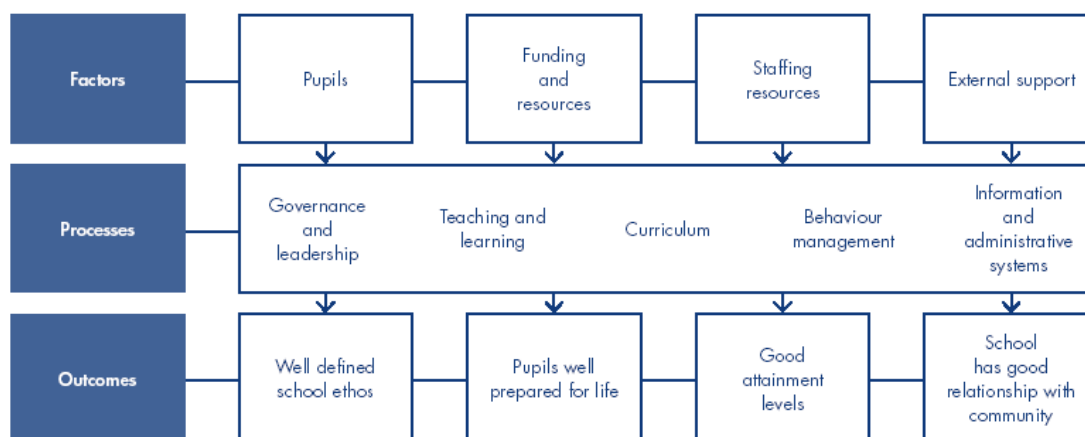 Factors
Pupils
Funding
and
resources
Staffing
resources
External support
Processes
Governance
and
leadership
Teaching and
learning
Curriculum
Behaviour
management
Information
and
administrative
systems
Outcomes
Well defined
school ethos
Pupils well
prepared for life
Good
attainment
levels
School
has good
relationship with
community